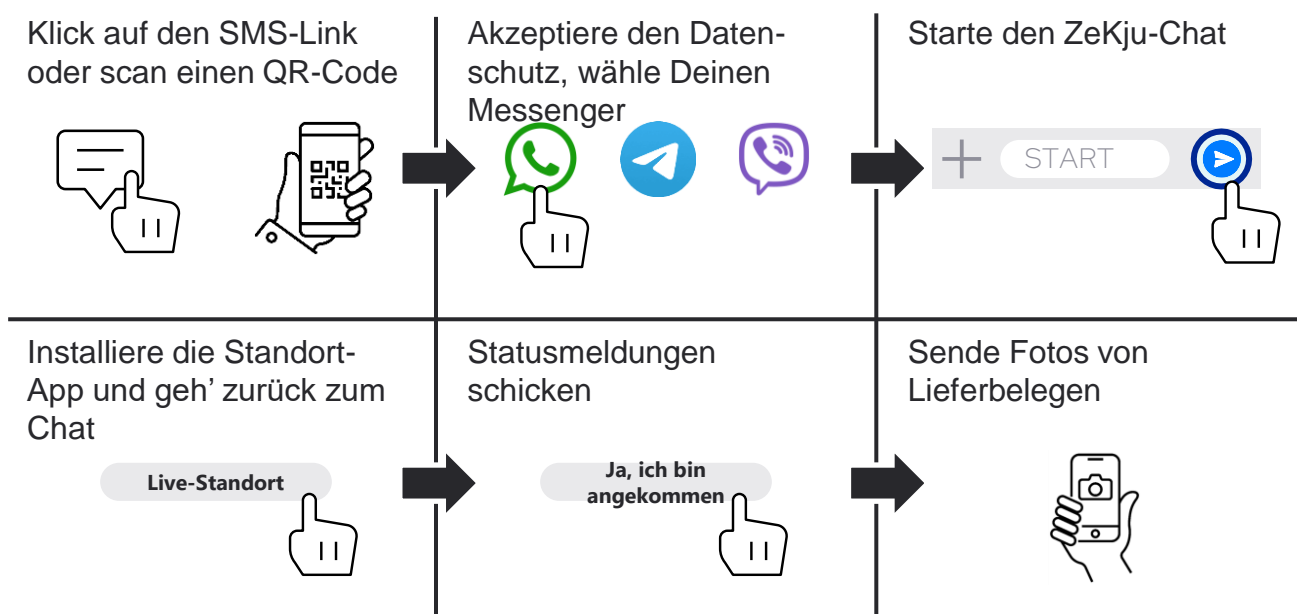 Klick auf den SMS-Link
oder scan einen QR-Code
Akzeptiere den Daten-
schutz, wähle Deinen
Messenger
Starte den ZeKju-Chat
START
Installiere die Standort-
App und geh’ zurück zum
Chat
Live-Standort
Statusmeldungen
schicken
Ja, ich bin
angekommen
Sende Fotos von
Lieferbelegen